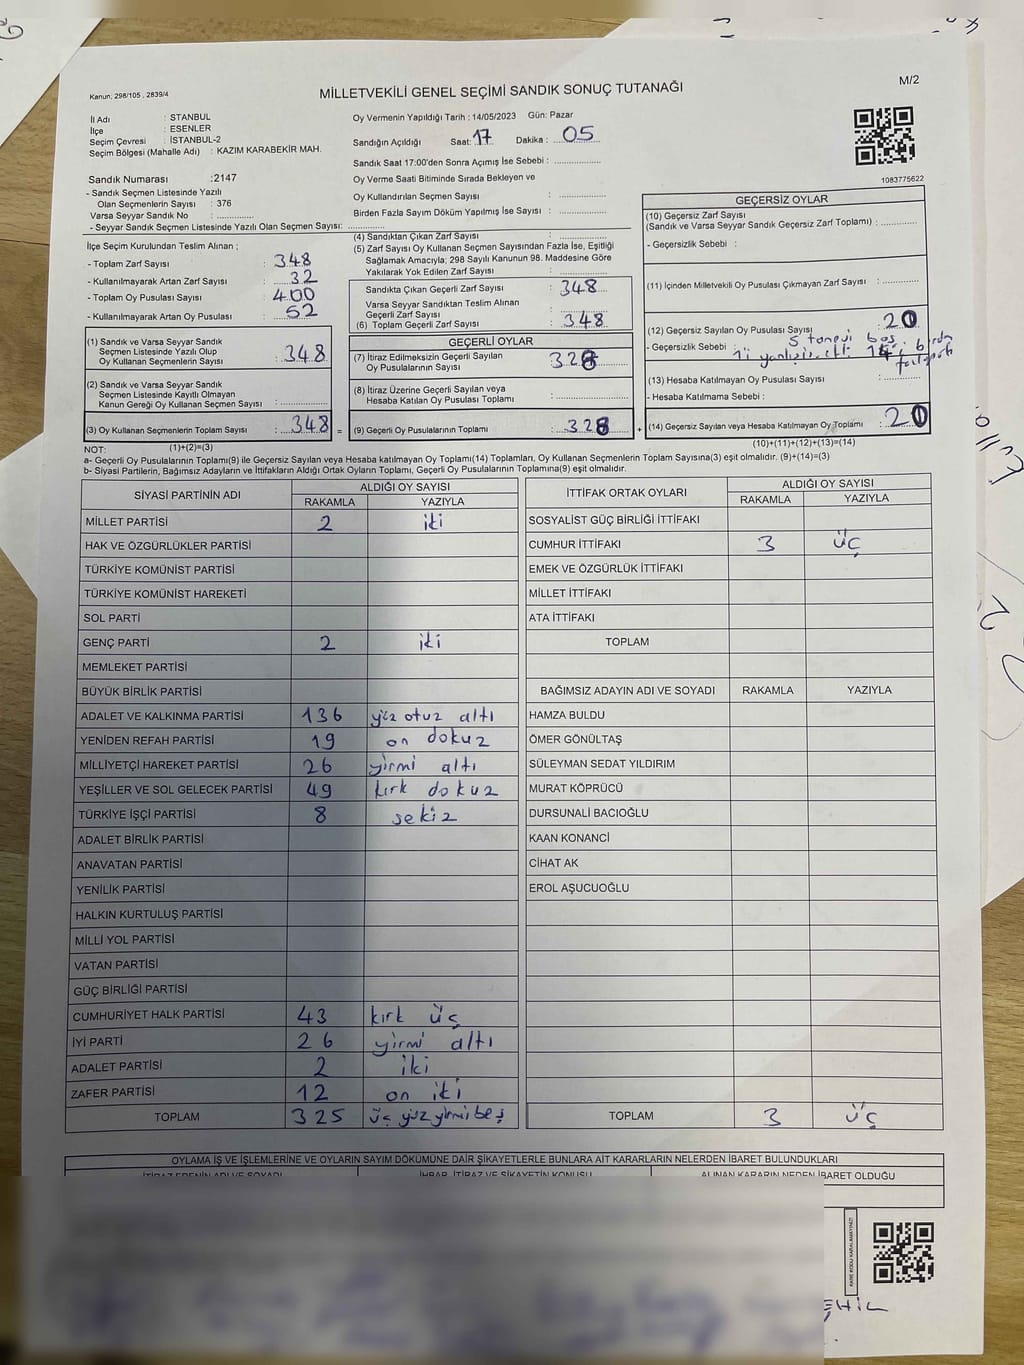 M/2
Kanun, 298/105 , 2839/4
MİLLETVEKİLİ GENEL SEÇİMİ SANDIK SONUÇ TUTANAĞI
İl Adı : STANBUL
İlçe : ESENLER
Seçim Çevresi : İSTANBUL-2
Seçim Bölgesi (Mahalle Adı) : KAZIM KARABEKİR MAH.
Oy Vermenin Yapıldığı Tarih : 14/05/2023 Gün: Pazar
Sandığın Açıldığı Saat: 17 Dakika : 05
Sandık Saat 17:00'den Sonra Açımış İse Sebebi :
Sandık Numarası :2147
- Sandık Seçmen Listesinde Yazılı
Olan Seçmenlerin Sayısı : 376
Varsa Seyyar Sandık No :
- Seyyar Sandık Seçmen Listesinde Yazılı Olan Seçmen Sayısı:
Oy Verme Saati Bitiminde Sırada Bekleyen ve
Oy Kullandırılan Seçmen Sayısı :
Birden Fazla Sayım Döküm Yapılmış İse Sayısı :
1083775622
İlçe Seçim Kurulundan Teslim Alınan ;
- Toplam Zarf Sayısı : 348
- Kullanılmayarak Artan Zarf Sayısı : 32
- Toplam Oy Pusulası Sayısı : 400
- Kullanılmayarak Artan Oy Pusulası : 52
(1) Sandık ve Varsa Seyyar Sandık
Seçmen Listesinde Yazılı Olup
Oy Kullanan Seçmenlerin Sayısı : 348
(2) Sandık ve Varsa Seyyar Sandık
Seçmen Listesinde Kayıtlı Olmayan
Kanun Gereği Oy Kullanan Seçmen Sayısı :
(3) Oy Kullanan Seçmenlerin Toplam Sayısı : 348 =
(4) Sandıktan Çıkan Zarf Sayısı :
(5) Zarf Sayısı Oy Kullanan Seçmen Sayısından Fazla İse, Eşitliği
Sağlamak Amacıyla; 298 Sayılı Kanunun 98. Maddesine Göre
Yakılarak Yok Edilen Zarf Sayısı :
Sandıkta Çıkan Geçerli Zarf Sayısı : 348
Varsa Seyyar Sandıktan Teslim Alınan
Geçerli Zarf Sayısı :
(6) Toplam Geçerli Zarf Sayısı : 348
GEÇERLİ OYLAR
(7) İtiraz Edilmeksizin Geçerli Sayılan
Oy Pusulalarının Sayısı : 328
(8) İtiraz Üzerine Geçerli Sayılan veya
Hesaba Katılan Oy Pusulası Toplamı :
(9) Geçerli Oy Pusulalarının Toplamı : 328 +
GEÇERSİZ OYLAR
(10) Geçersiz Zarf Sayısı
(Sandık ve Varsa Seyyar Sandık Geçersiz Zarf Toplamı) :
- Geçersizlik Sebebi :
(11) İçinden Milletvekili Oy Pusulası Çıkmayan Zarf Sayısı :
(12) Geçersiz Sayılan Oy Pusulası Sayısı : 20
- Geçersizlik Sebebi : 5 tanesi boş
(13) Hesaba Katılmayan Oy Pusulası Sayısı :
- Hesaba Katılmama Sebebi :
(14) Geçersiz Sayılan veya Hesaba Katılmayan Oy Toplamı : 20
NOT: (1)+(2)=(3) (10)+(11)+(12)+(13)=(14)
a- Geçerli Oy Pusulalarının Toplamı(9) ile Geçersiz Sayılan veya Hesaba Katılmayan Oy Toplamı(14) Toplamları, Oy Kullanan Seçmenlerin Toplam Sayısına(3) eşit olmalıdır. (9)+(14)=(3)
b- Siyasi Partilerin, Bağımsız Adayların ve İttifakların Aldığı Ortak Oyların Toplamı, Geçerli Oy Pusulalarının Toplamına(9) eşit olmalıdır.
SİYASİ PARTİNİN ADI ALDIĞI OY SAYISI
RAKAMLA YAZIYLA
MİLLET PARTİSİ 2 iki
HAK VE ÖZGÜRLÜKLER PARTİSİ
TÜRKİYE KOMÜNİST PARTİSİ
TÜRKİYE KOMÜNİST HAREKETİ
SOL PARTİ
GENÇ PARTİ 2 iki
MEMLEKET PARTİSİ
BÜYÜK BİRLİK PARTİSİ
ADALET VE KALKINMA PARTİSİ 136 yüz otuz altı
YENİDEN REFAH PARTİSİ 19 on dokuz
MİLLİYETÇİ HAREKET PARTİSİ 26 yirmi altı
YEŞİLLER VE SOL GELECEK PARTİSİ 49 kırk dokuz
TÜRKİYE İŞÇİ PARTİSİ 8 sekiz
ADALET BİRLİK PARTİSİ
ANAVATAN PARTİSİ
YENİLİK PARTİSİ
HALKIN KURTULUŞ PARTİSİ
MİLLİ YOL PARTİSİ
VATAN PARTİSİ
GÜÇ BİRLİĞİ PARTİSİ
CUMHURİYET HALK PARTİSİ 43 kırk üç
İYİ PARTİ 26 yirmi altı
ADALET PARTİSİ 2 iki
ZAFER PARTİSİ 12 on iki
TOPLAM 325 üç yüz yirmi beş
İTTİFAK ORTAK OYLARI ALDIĞI OY SAYISI
RAKAMLA YAZIYLA
SOSYALİST GÜÇ BİRLİĞİ İTTİFAKI
CUMHUR İTTİFAKI 3 üç
EMEK VE ÖZGÜRLÜK İTTİFAKI
MİLLET İTTİFAKI
ATA İTTİFAKI
TOPLAM
BAĞIMSIZ ADAYIN ADI VE SOYADI RAKAMLA YAZIYLA
HAMZA BULDU
ÖMER GÖNÜLTAŞ
SÜLEYMAN SEDAT YILDIRIM
MURAT KÖPRÜCÜ
DURSUNALİ BACIOĞLU
KAAN KONANCİ
CİHAT AK
EROL AŞUCUOĞLU
TOPLAM 3 üç
OYLAMA İŞ VE İŞLEMLERİNE VE OYLARIN SAYIM DÖKÜMÜNE DAİR ŞİKAYETLERLE BUNLARA AİT KARARLARIN NELERDEN İBARET BULUNDUKLARI
İTİRAZ EDENİN ADI VE SOYADI İHBAR, İTİRAZ VE ŞİKAYETİN KONUSU ALINAN KARARIN NEDEN İBARET OLDUĞU